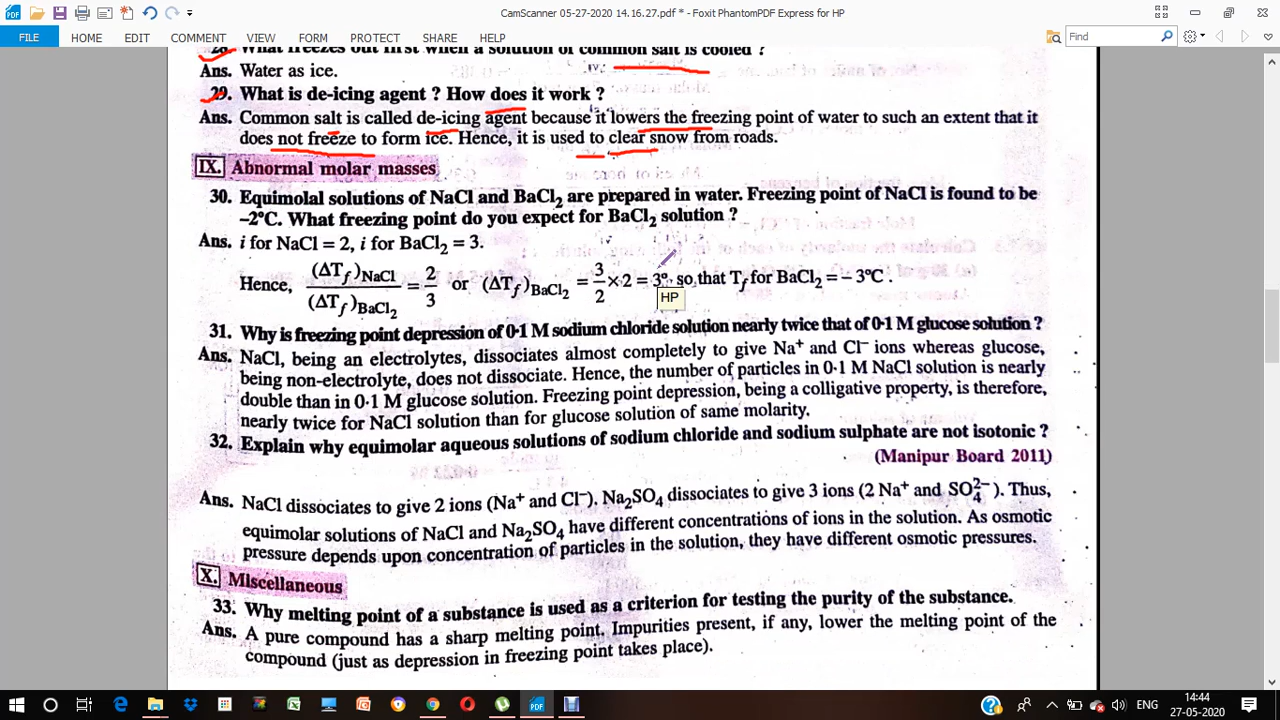 CamScanner 05-27-2020 14.16.27.pdf * - Foxit PhantomPDF Express for HP
FILE HOME EDIT COMMENT VIEW FORM PROTECT SHARE HELP
Find
28. What freezes out first when a solution of common salt is cooled ?
Ans. Water as ice.
29. What is de-icing agent ? How does it work ?
Ans. Common salt is called de-icing agent because it lowers the freezing point of water to such an extent that it
does not freeze to form ice. Hence, it is used to clear snow from roads.
IX. Abnormal molar masses
30. Equimolal solutions of NaCl and BaCl₂ are prepared in water. Freezing point of NaCl is found to be
–2°C. What freezing point do you expect for BaCl₂ solution ?
Ans. i for NaCl = 2, i for BaCl₂ = 3.
Hence, (ΔTf)NaCl / (ΔTf)BaCl₂ = 2/3 or (ΔTf)BaCl₂ = 3/2 × 2 = 3°, so that Tf for BaCl₂ = – 3°C .
HP
31. Why is freezing point depression of 0·1 M sodium chloride solution nearly twice that of 0·1 M glucose solution ?
Ans. NaCl, being an electrolytes, dissociates almost completely to give Na⁺ and Cl⁻ ions whereas glucose,
being non-electrolyte, does not dissociate. Hence, the number of particles in 0·1 M NaCl solution is nearly
double than in 0·1 M glucose solution. Freezing point depression, being a colligative property, is therefore,
nearly twice for NaCl solution than for glucose solution of same molarity.
32. Explain why equimolar aqueous solutions of sodium chloride and sodium sulphate are not isotonic ?
(Manipur Board 2011)
Ans. NaCl dissociates to give 2 ions (Na⁺ and Cl⁻). Na₂SO₄ dissociates to give 3 ions (2 Na⁺ and SO₄²⁻). Thus,
equimolar solutions of NaCl and Na₂SO₄ have different concentrations of ions in the solution. As osmotic
pressure depends upon concentration of particles in the solution, they have different osmotic pressures.
X. Miscellaneous
33. Why melting point of a substance is used as a criterion for testing the purity of the substance.
Ans. A pure compound has a sharp melting point. Impurities present, if any, lower the melting point of the
compound (just as depression in freezing point takes place).
ENG
14:44
27-05-2020